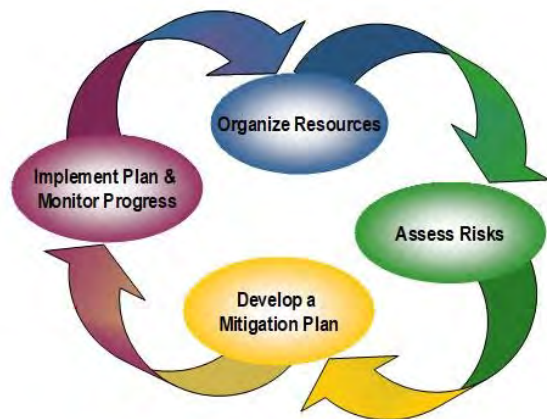 Organize Resources
Assess Risks
Develop a
Mitigation Plan
Implement Plan &
Monitor Progress